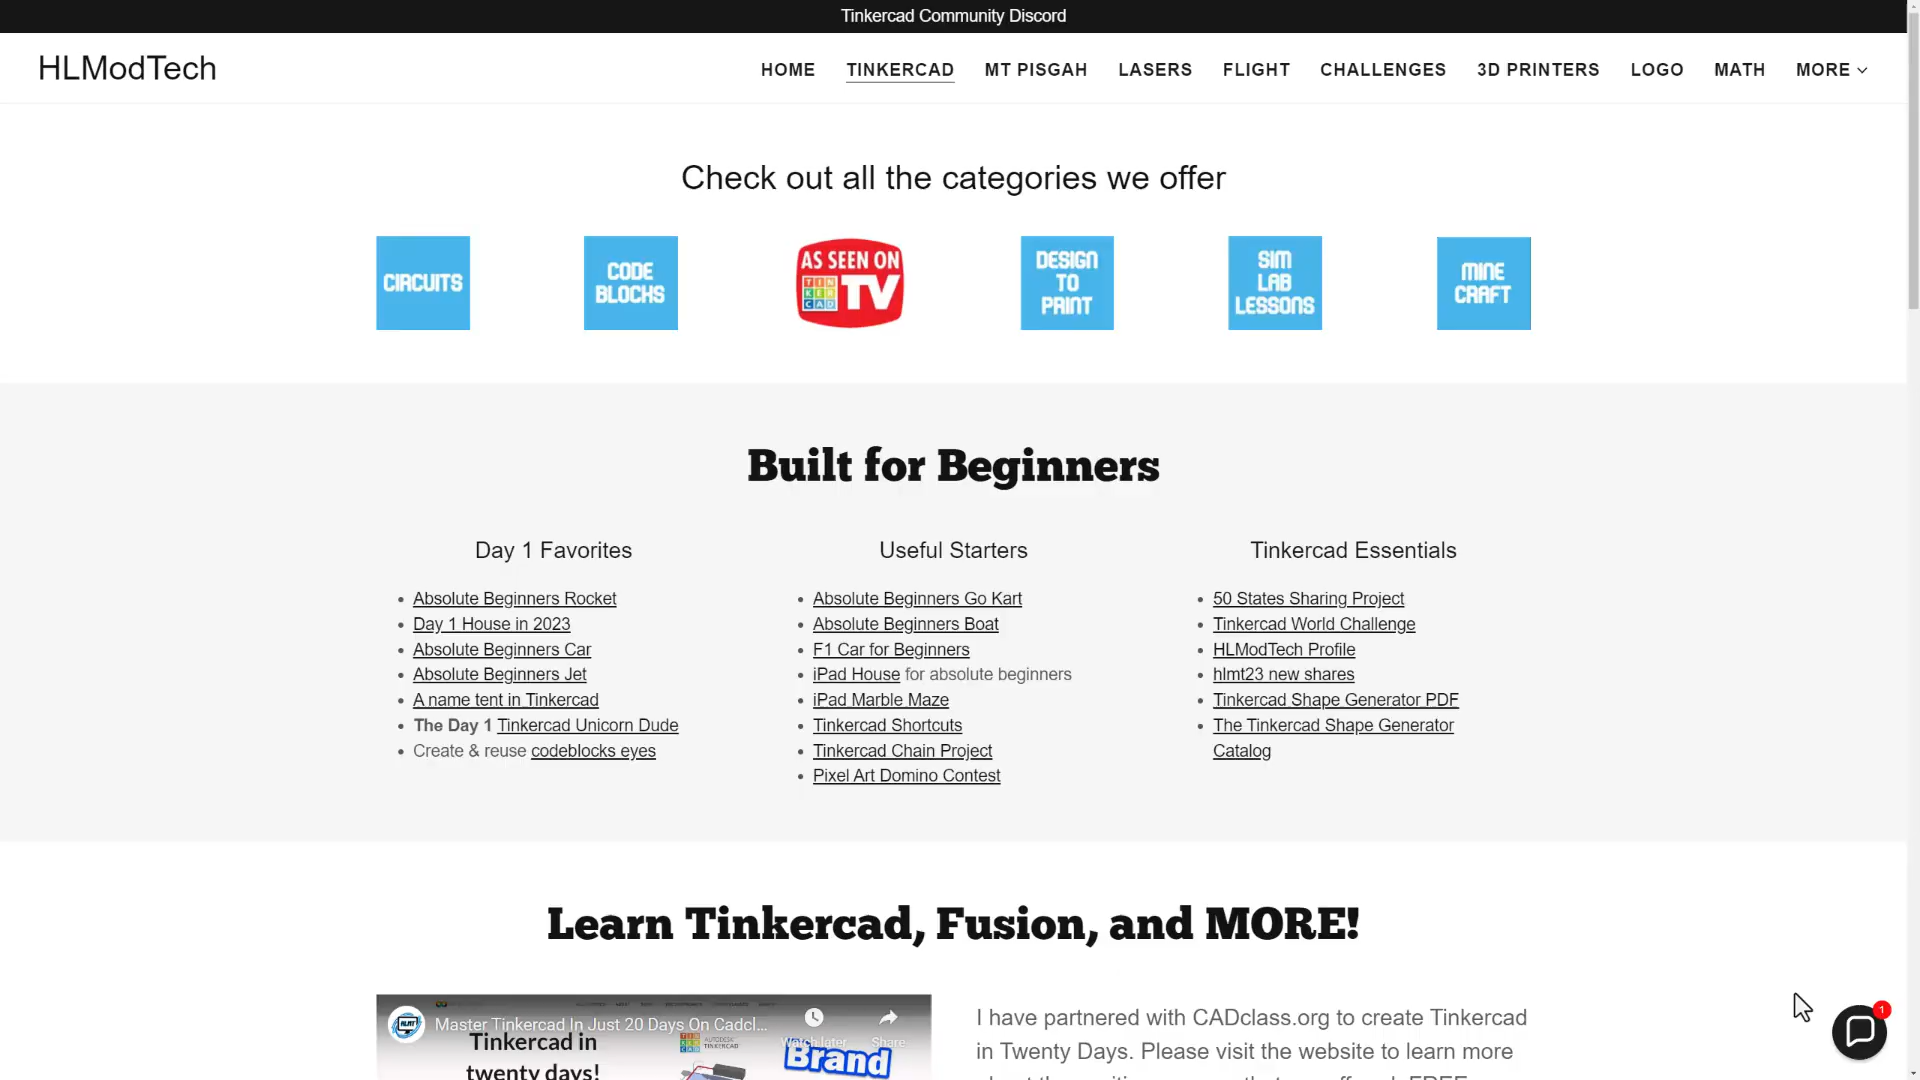 Tinkercad Community Discord
HLModTech
HOME TINKERCAD MT PISGAH LASERS FLIGHT CHALLENGES 3D PRINTERS LOGO MATH MORE
Check out all the categories we offer
CIRCUITS
CODE
BLOCKS
AS SEEN ON
TIN
KER
CAD
TV
DESIGN
TO
PRINT
SIM
LAB
LESSONS
MINE
CRAFT
Built for Beginners
Day 1 Favorites
Absolute Beginners Rocket
Day 1 House in 2023
Absolute Beginners Car
Absolute Beginners Jet
A name tent in Tinkercad
The Day 1 Tinkercad Unicorn Dude
Create & reuse codeblocks eyes
Useful Starters
Absolute Beginners Go Kart
Absolute Beginners Boat
F1 Car for Beginners
iPad House for absolute beginners
iPad Marble Maze
Tinkercad Shortcuts
Tinkercad Chain Project
Pixel Art Domino Contest
Tinkercad Essentials
50 States Sharing Project
Tinkercad World Challenge
HLModTech Profile
hlmt23 new shares
Tinkercad Shape Generator PDF
The Tinkercad Shape Generator
Catalog
Learn Tinkercad, Fusion, and MORE!
HLMT
Master Tinkercad In Just 20 Days On Cadcl...
Watch later
Share
Tinkercad in
twenty days!
AUTODESK
TINKERCAD
Brand
I have partnered with CADclass.org to create Tinkercad
in Twenty Days. Please visit the website to learn more
1